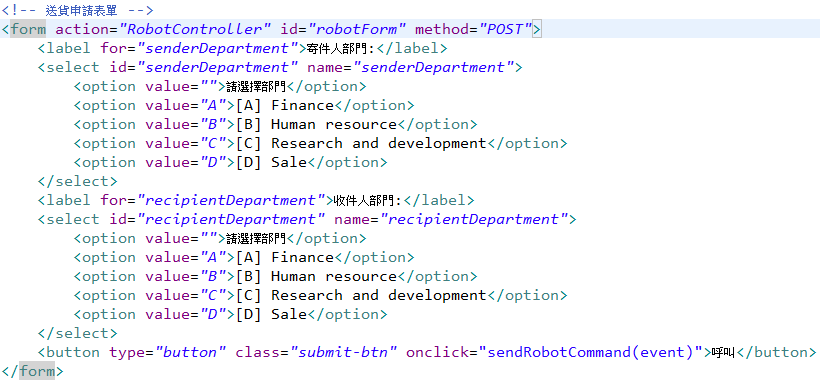 <!-- 送貨申請表單 -->
<form action="RobotController" id="robotForm" method="POST">
    <label for="senderDepartment">寄件人部門:</label>
    <select id="senderDepartment" name="senderDepartment">
        <option value="">請選擇部門</option>
        <option value="A">[A] Finance</option>
        <option value="B">[B] Human resource</option>
        <option value="C">[C] Research and development</option>
        <option value="D">[D] Sale</option>
    </select>
    <label for="recipientDepartment">收件人部門:</label>
    <select id="recipientDepartment" name="recipientDepartment">
        <option value="">請選擇部門</option>
        <option value="A">[A] Finance</option>
        <option value="B">[B] Human resource</option>
        <option value="C">[C] Research and development</option>
        <option value="D">[D] Sale</option>
    </select>
    <button type="button" class="submit-btn" onclick="sendRobotCommand(event)">呼叫</button>
</form>